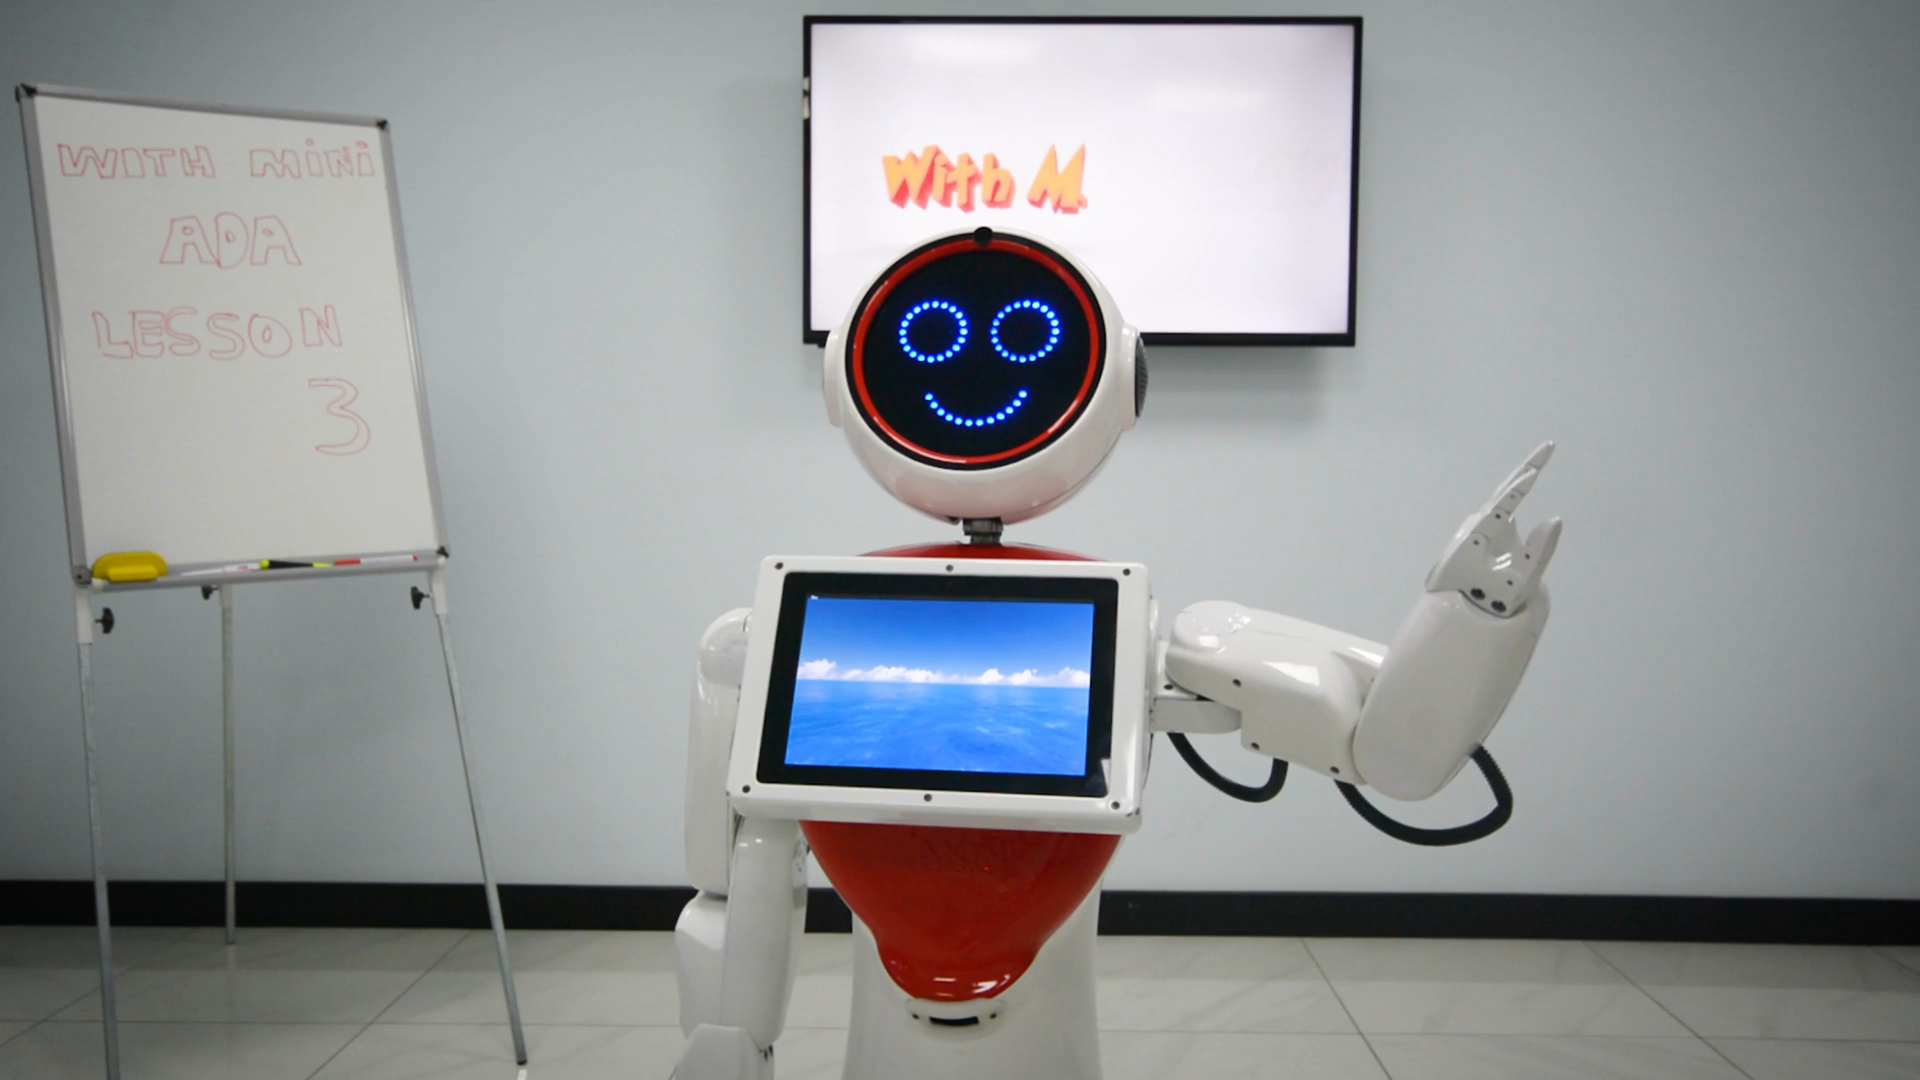 WITH MiNi
ADA
LESSON
3
With M